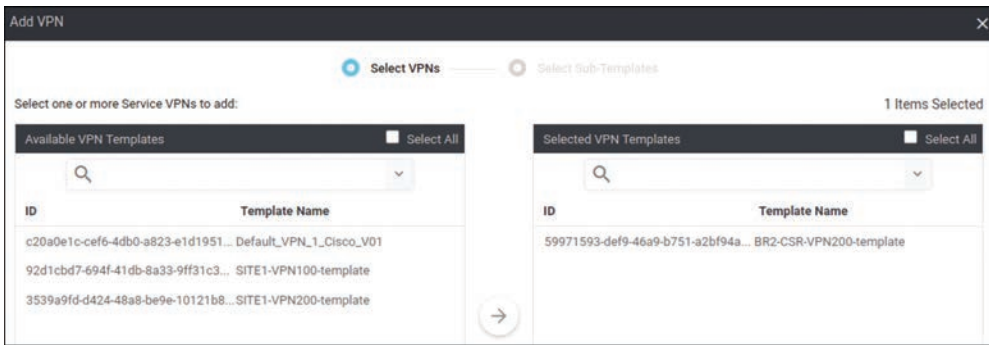 Add VPN
Select VPNs Select Sub-Templates
Select one or more Service VPNs to add: 1 Items Selected
Available VPN Templates Select All
ID Template Name
c20a0e1c-cef6-4db0-a823-e1d1951... Default_VPN_1_Cisco_V01
92d1cbd7-694f-41db-8a33-9ff31c3... SITE1-VPN100-template
3539a9fd-d424-48a8-be9e-10121b8... SITE1-VPN200-template
Selected VPN Templates Select All
ID Template Name
59971593-def9-46a9-b751-a2bf94a... BR2-CSR-VPN200-template